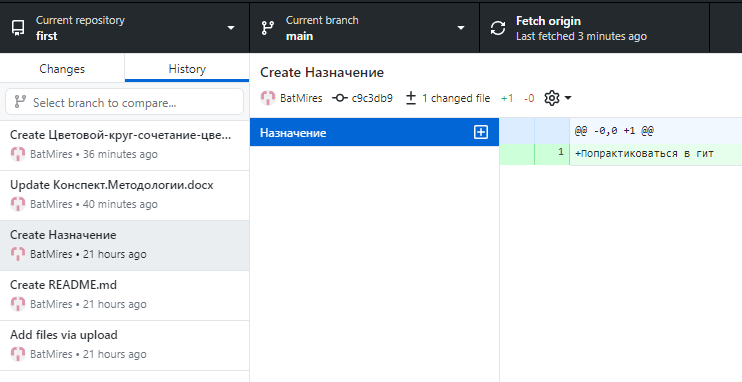 Current repository
first
Current branch
main
Fetch origin
Last fetched 3 minutes ago
Changes
History
Select branch to compare...
Create Цветовой-круг-сочетание-цве...
BatMires • 36 minutes ago
Update Конспект.Методологии.docx
BatMires • 40 minutes ago
Create Назначение
BatMires • 21 hours ago
Create README.md
BatMires • 21 hours ago
Add files via upload
BatMires • 21 hours ago
Create Назначение
BatMires c9c3db9 1 changed file +1 -0
Назначение
@@ -0,0 +1 @@
1 +Попрактиковаться в гит